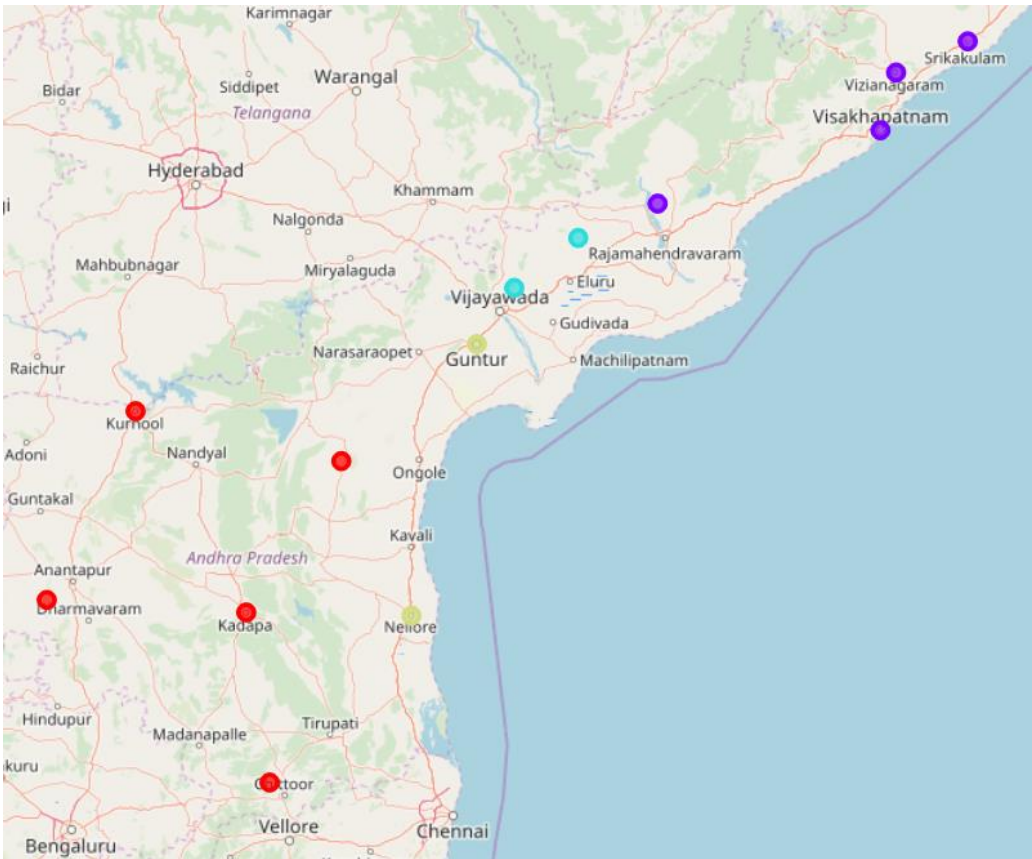 Karimnagar
Srikakulam
Warangal
Siddipet
Bidar
Vizianagaram
Telangana
Visakhapatnam
Hyderabad
Khammam
Nalgonda
Rajamahendravaram
Mahbubnagar
Miryalaguda
Eluru
Vijayawada
Gudivada
Narasaraopet
Guntur
Machilipatnam
Raichur
Kurnool
Adoni
Nandyal
Ongole
Guntakal
Kavali
Andhra Pradesh
Anantapur
Dharmavaram
Kadapa
Nellore
Hindupur
Tirupati
Madanapalle
kuru
Chittoor
Vellore
Chennai
Bengaluru